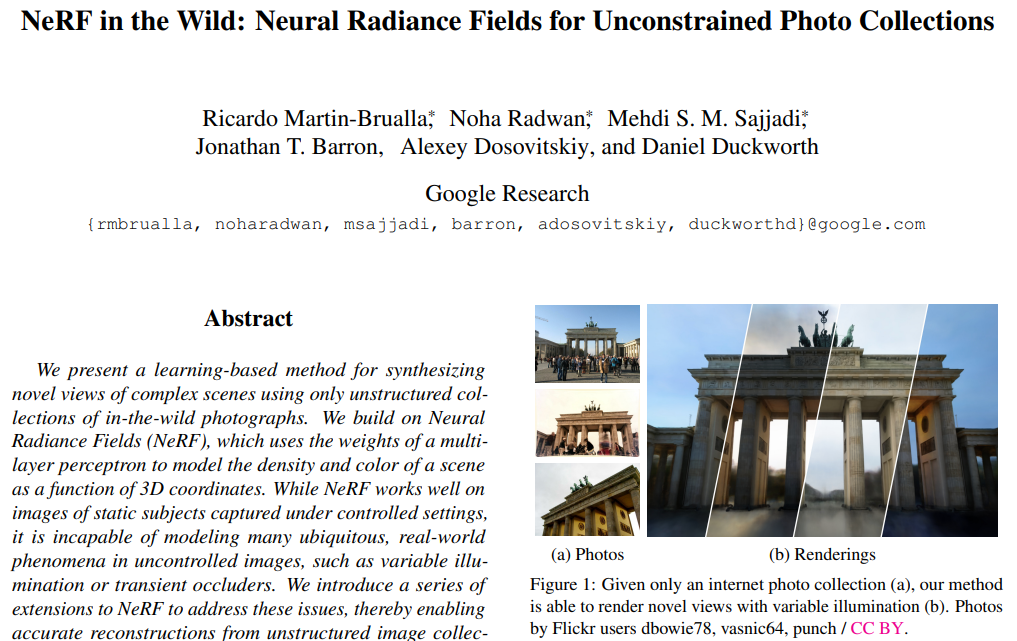 NeRF in the Wild: Neural Radiance Fields for Unconstrained Photo Collections
Ricardo Martin-Brualla,* Noha Radwan,* Mehdi S. M. Sajjadi,*
Jonathan T. Barron, Alexey Dosovitskiy, and Daniel Duckworth
Google Research
{rmbrualla, noharadwan, msajjadi, barron, adosovitskiy, duckworthd}@google.com
Abstract
We present a learning-based method for synthesizing
novel views of complex scenes using only unstructured col-
lections of in-the-wild photographs. We build on Neural
Radiance Fields (NeRF), which uses the weights of a multi-
layer perceptron to model the density and color of a scene
as a function of 3D coordinates. While NeRF works well on
images of static subjects captured under controlled settings,
it is incapable of modeling many ubiquitous, real-world
phenomena in uncontrolled images, such as variable illu-
mination or transient occluders. We introduce a series of
extensions to NeRF to address these issues, thereby enabling
accurate reconstructions from unstructured image collec-
(a) Photos
(b) Renderings
Figure 1: Given only an internet photo collection (a), our method
is able to render novel views with variable illumination (b). Photos
by Flickr users dbowie78, vasnic64, punch / CC BY.